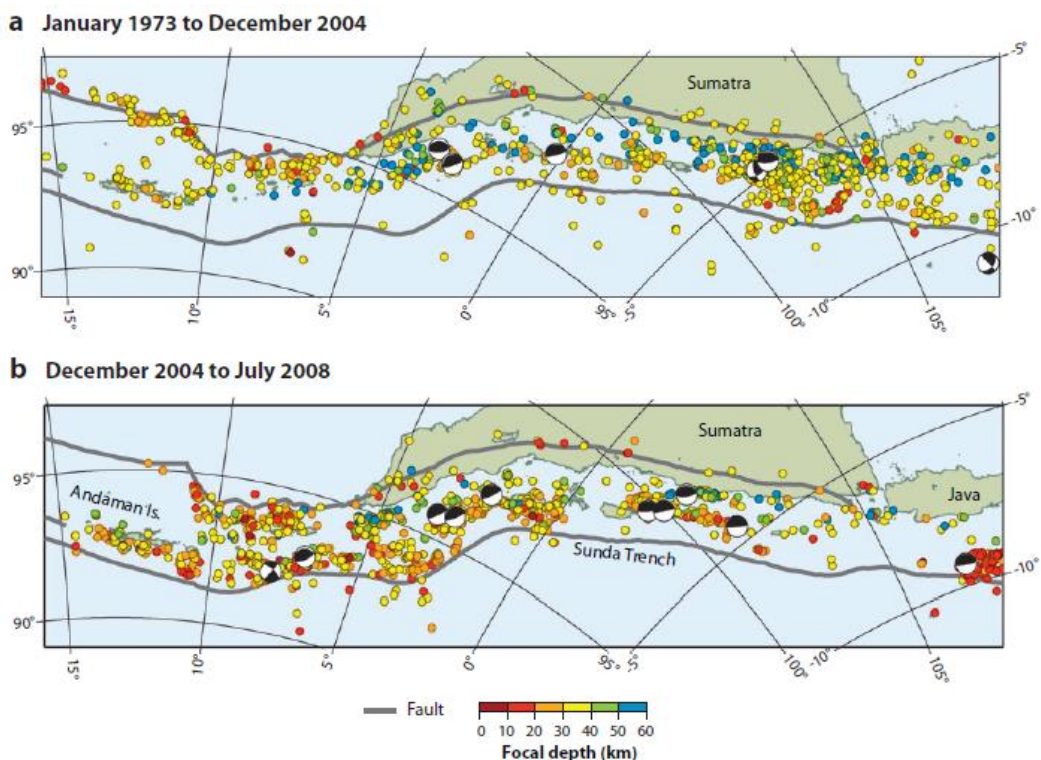 a January 1973 to December 2004
-5°
Sumatra
95°
-10°
90°
15°
10°
5°
0°
95°
-5°
100°
-10°
105°
b December 2004 to July 2008
-5°
Sumatra
95°
Andaman Is.
Java
Sunda Trench
-10°
90°
15°
10°
5°
0°
95°
-5°
100°
-10°
105°
Fault
0 10 20 30 40 50 60
Focal depth (km)